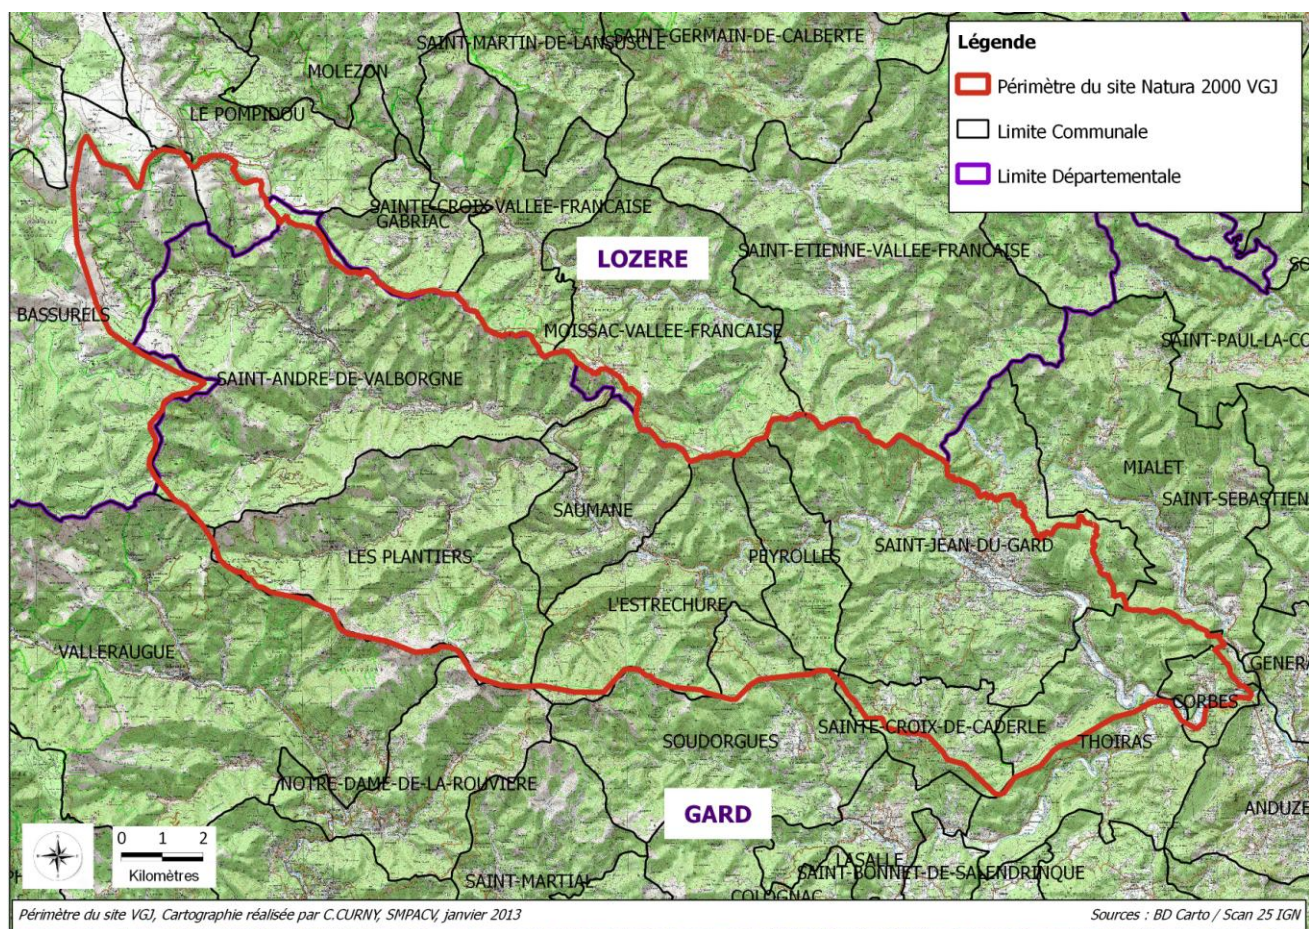 Légende
Périmètre du site Natura 2000 VGJ
Limite Communale
Limite Départementale
SAINT-MARTIN-DE-LANSUSCLE
SAINT-GERMAIN-DE-CALBERTE
MOLEZON
LE POMPIDOU
SAINTE-CROIX-VALLEE-FRANCAISE
GABRIAC
LOZERE
SAINT-ETIENNE-VALLEE-FRANCAISE
BASSURELS
MOISSAC-VALLEE-FRANCAISE
SAINT-PAUL-LA-CO
SAINT-ANDRE-DE-VALBORGNE
MIALET
SAINT-SEBASTIEN
SAUMANE
LES PLANTIERS
PEYROLLES
SAINT-JEAN-DU-GARD
L'ESTRECHURE
VALLERAUGUE
GENERA
CORBES
SAINTE-CROIX-DE-CADERLE
SOUDORGUES
THOIRAS
NOTRE-DAME-DE-LA-ROUVIERE
GARD
ANDUZE
0 1 2
Kilomètres
LASALLE
SAINT-BONNET-DE-SALENDRINQUE
SAINT-MARTIAL
COLOGNAC
Périmètre du site VGJ, Cartographie réalisée par C.CURNY, SMPACV, janvier 2013
Sources : BD Carto / Scan 25 IGN